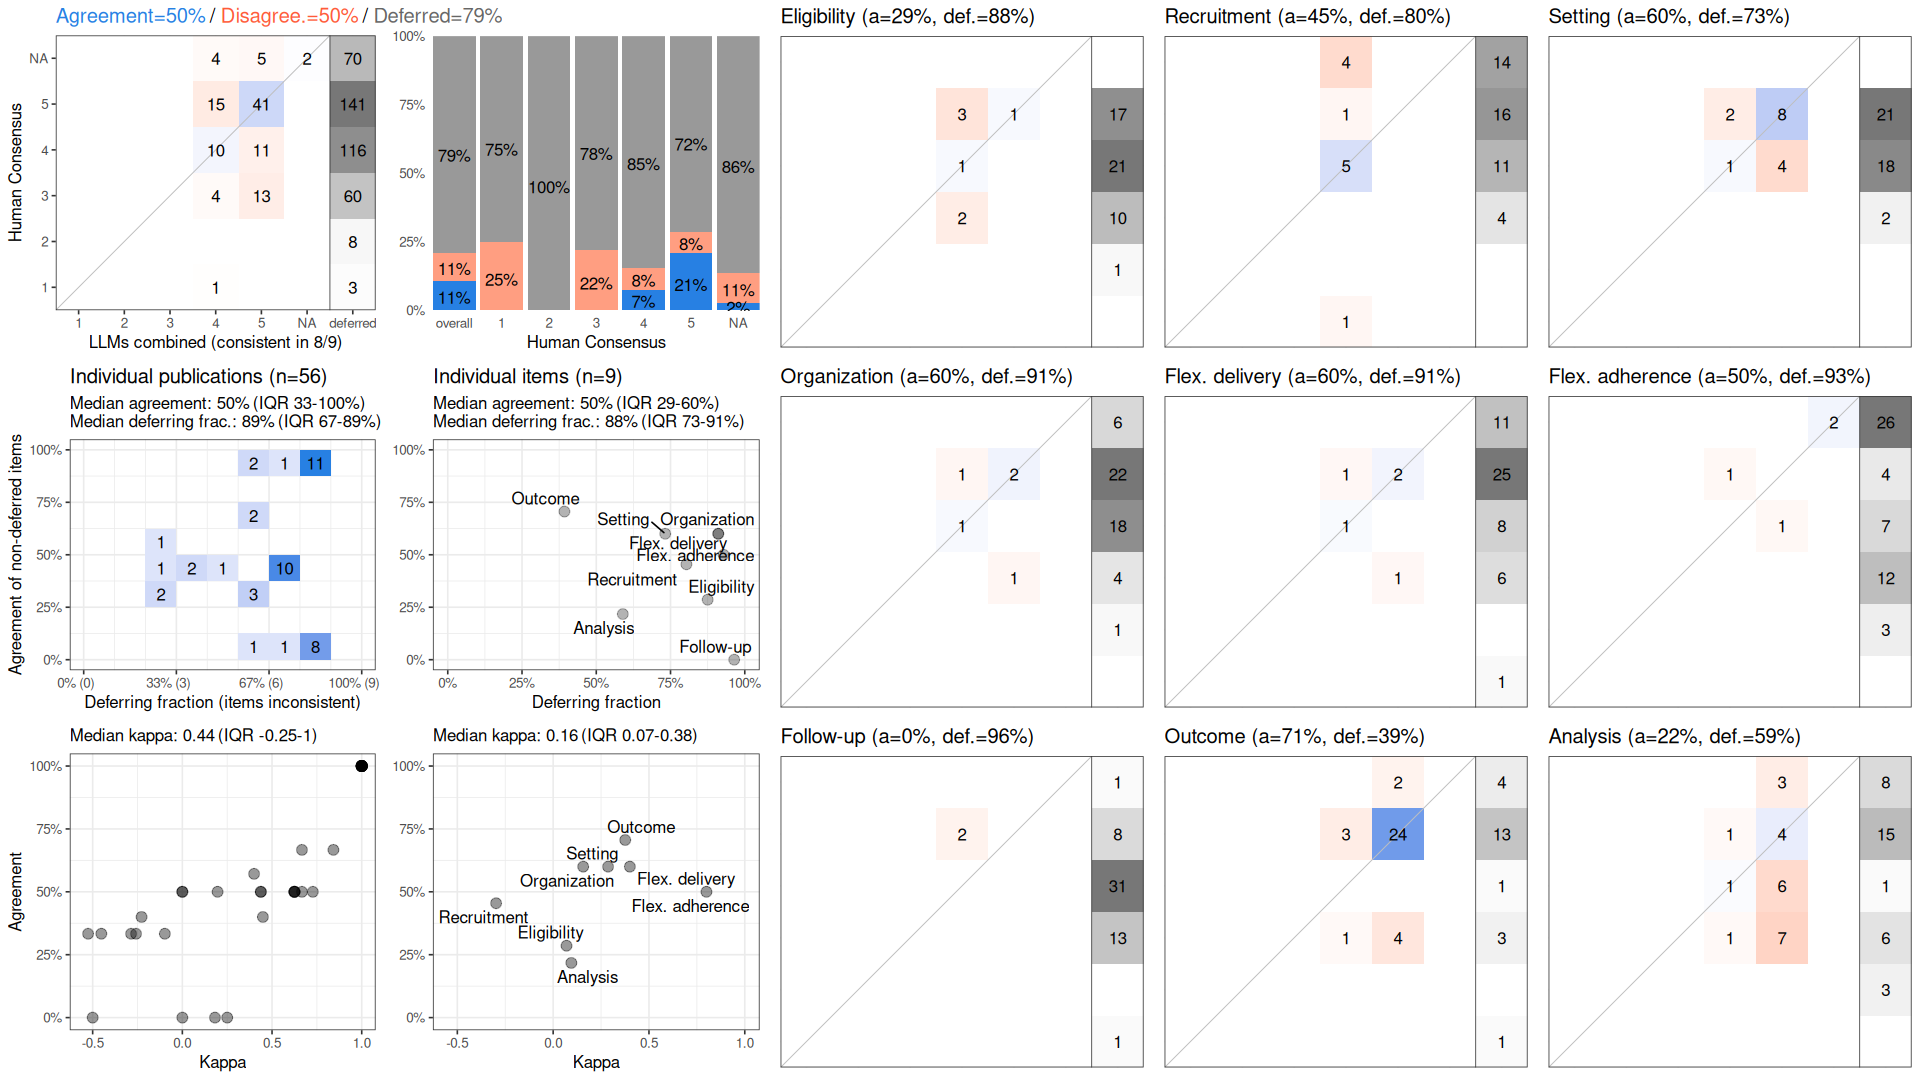 Agreement=50% / Disagree.=50% / Deferred=79%
Human Consensus
NA 4 5 2 70
5 15 41 141
4 10 11 116
3 4 13 60
2 8
1 1 3
1 2 3 4 5 NA deferred
LLMs combined (consistent in 8/9)
100%
75%
50%
25%
0%
79% 75% 100% 78% 85% 72% 86%
11% 25% 22% 8% 8% 11%
11% 7% 21% 2%
overall 1 2 3 4 5 NA
Human Consensus
Eligibility (a=29%, def.=88%)
3 1 17
1 21
2 10
1
Recruitment (a=45%, def.=80%)
4 14
1 16
5 11
4
1
Setting (a=60%, def.=73%)
2 8 21
1 4 18
2
Individual publications (n=56)
Median agreement: 50% (IQR 33-100%)
Median deferring frac.: 89% (IQR 67-89%)
Agreement of non-deferred items
100%
75%
50%
25%
0%
2 1 11
2
1
1 2 1 10
2 3
1 1 8
0% (0) 33% (3) 67% (6) 100% (9)
Deferring fraction (items inconsistent)
Individual items (n=9)
Median agreement: 50% (IQR 29-60%)
Median deferring frac.: 88% (IQR 73-91%)
100%
75%
50%
25%
0%
Outcome
Setting Organization
Flex. delivery
Flex. adherence
Recruitment
Eligibility
Analysis
Follow-up
0% 25% 50% 75% 100%
Deferring fraction
Organization (a=60%, def.=91%)
6
1 2 22
1 18
1 4
1
Flex. delivery (a=60%, def.=91%)
11
1 2 25
1 8
1 6
1
Flex. adherence (a=50%, def.=93%)
2 26
1 4
1 7
12
3
Median kappa: 0.44 (IQR -0.25-1)
Agreement
100%
75%
50%
25%
0%
-0.5 0.0 0.5 1.0
Kappa
Median kappa: 0.16 (IQR 0.07-0.38)
100%
75%
50%
25%
0%
Outcome
Setting
Organization
Flex. delivery
Flex. adherence
Recruitment
Eligibility
Analysis
-0.5 0.0 0.5 1.0
Kappa
Follow-up (a=0%, def.=96%)
1
2 8
31
13
1
Outcome (a=71%, def.=39%)
2 4
3 24 13
1
1 4 3
1
Analysis (a=22%, def.=59%)
3 8
1 4 15
1 6 1
1 7 6
3